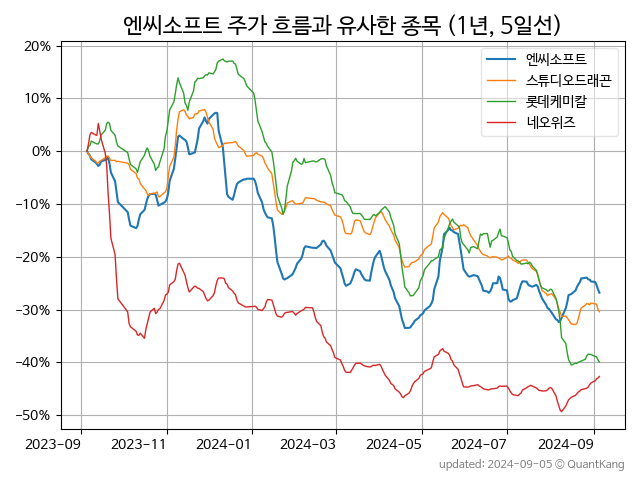 엔씨소프트 주가 흐름과 유사한 종목 (1년, 5일선)
엔씨소프트
스튜디오드래곤
롯데케미칼
네오위즈
20%
10%
0%
−10%
−20%
−30%
−40%
−50%
2023-09 2023-11 2024-01 2024-03 2024-05 2024-07 2024-09
updated: 2024-09-05 © QuantKang